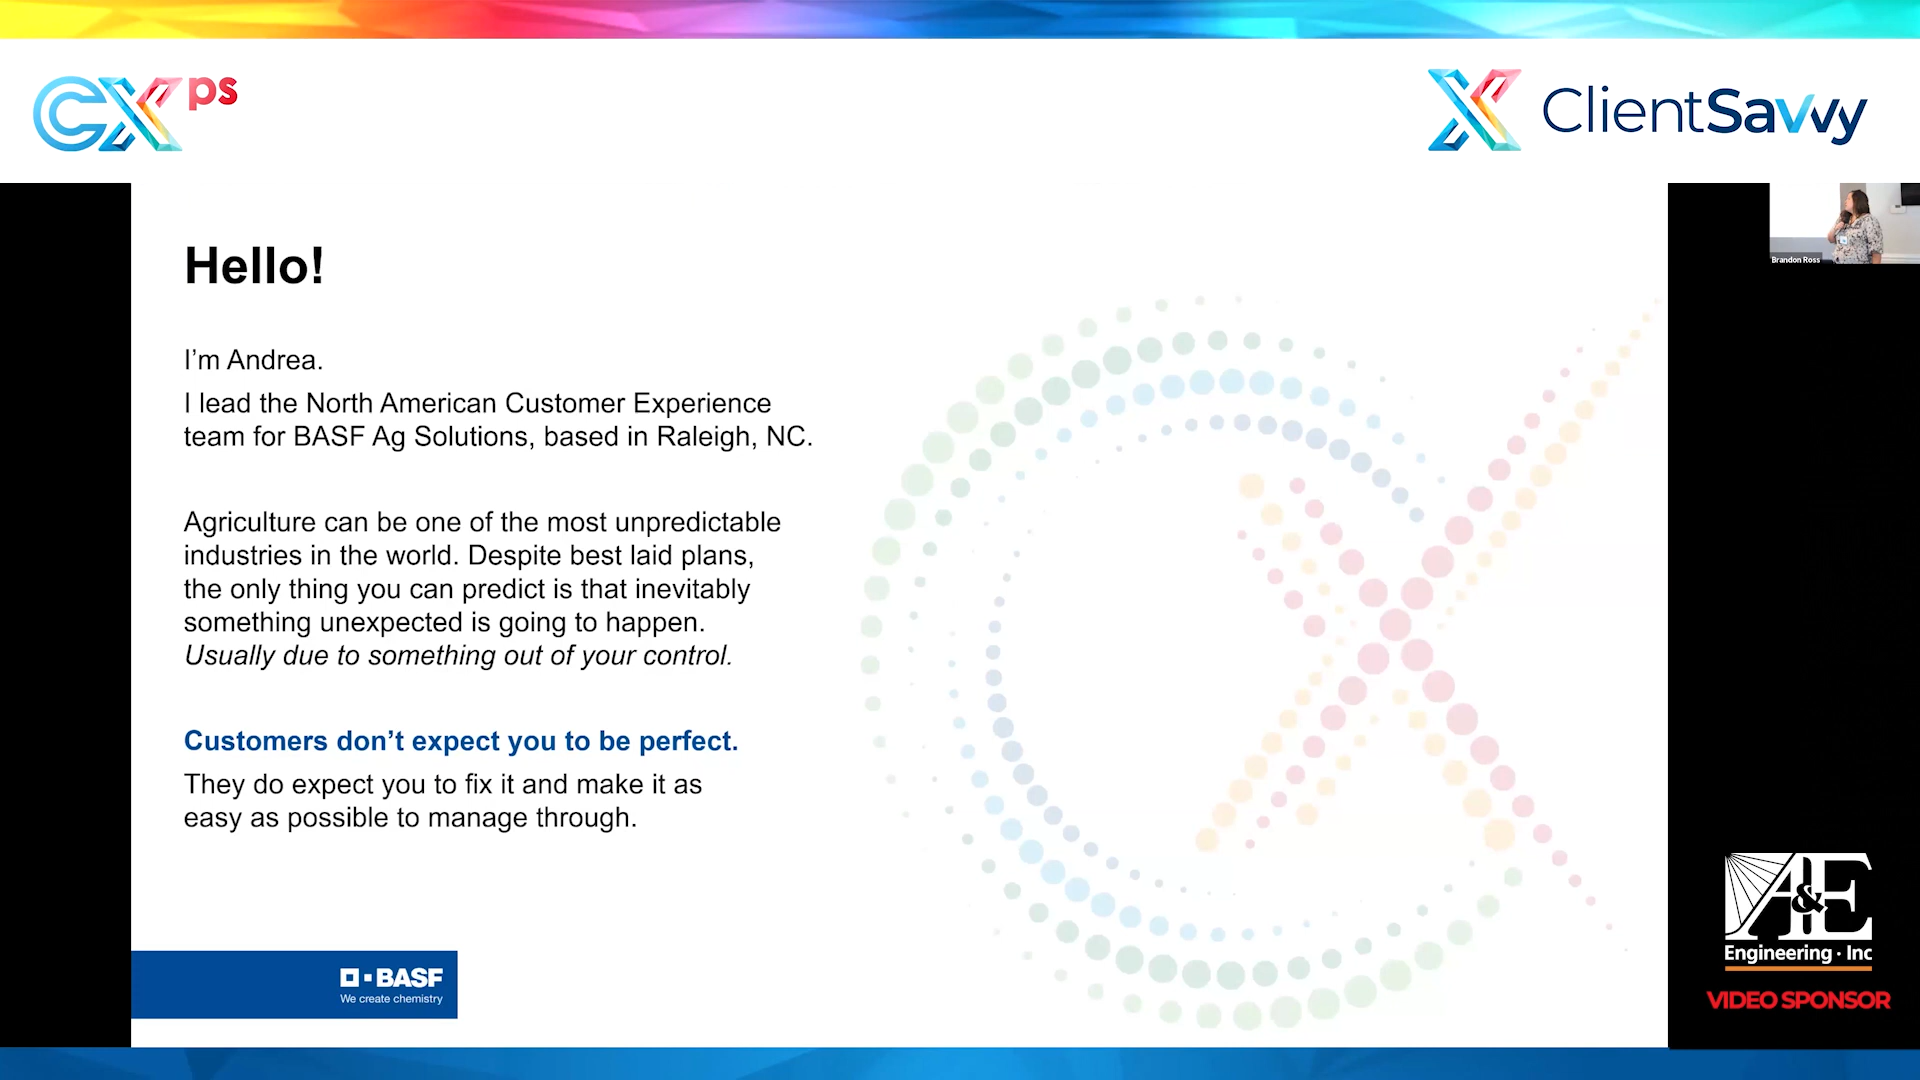 CX ps
ClientSavvy
Brandon Ross
Hello!
I'm Andrea.
I lead the North American Customer Experience
team for BASF Ag Solutions, based in Raleigh, NC.
Agriculture can be one of the most unpredictable
industries in the world. Despite best laid plans,
the only thing you can predict is that inevitably
something unexpected is going to happen.
Usually due to something out of your control.
Customers don't expect you to be perfect.
They do expect you to fix it and make it as
easy as possible to manage through.
BASF
We create chemistry
A&E
Engineering · Inc
VIDEO SPONSOR